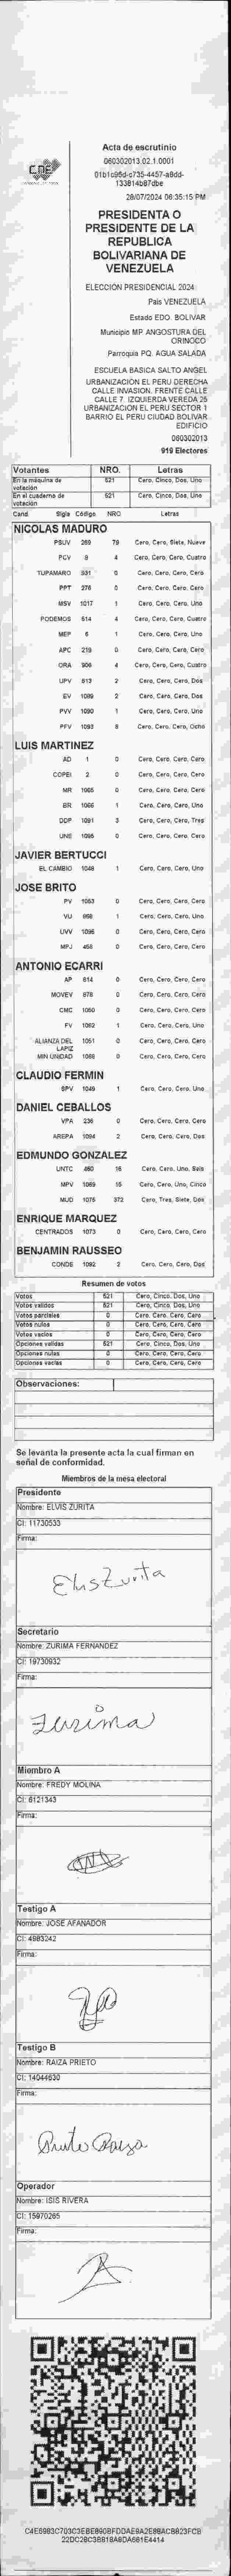 CNE
Acta de escrutinio
060302013.02.1.0001
133814b87dbe
28/07/2024 06:35:15 PM
PRESIDENTA O
PRESIDENTE DE LA
REPUBLICA
BOLIVARIANA DE
VENEZUELA
ELECCIÓN PRESIDENCIAL 2024
Pais VENEZUELA
Estado EDO. BOLIVAR
Municipio MP. ANGOSTURA DEL
ORINOCO
Parroquia PQ. AGUA SALADA
ESCUELA BASICA SALTO ANGEL
URBANIZACIÓN EL PERU DERECHA
CALLE INVASION. FRENTE CALLE
CALLE 7. IZQUIERDA VEREDA 25
URBANIZACION EL PERU SECTOR 1
BARRIO EL PERU CIUDAD BOLIVAR
EDIFICIO
060302013
919 Electores
Votantes NRO. Letras
En la máquina de votación 521 Cero, Cinco, Dos, Uno
En el cuaderno de votación 521 Cero, Cinco, Dos, Uno
Cand Sigla Código NRO Letras
NICOLAS MADURO
PSUV 269 79 Cero, Cero, Siete, Nueve
PCV 9 4 Cero, Cero, Cero, Cuatro
TUPAMARO 531 0 Cero, Cero, Cero, Cero
PPT 276 0 Cero, Cero, Cero, Cero
MSV 1017 1 Cero, Cero, Cero, Uno
PODEMOS 614 4 Cero, Cero, Cero, Cuatro
MEP 6 1 Cero, Cero, Cero, Uno
APC 219 0 Cero, Cero, Cero, Cero
ORA 906 4 Cero, Cero, Cero, Cuatro
UPV 613 2 Cero, Cero, Cero, Dos
EV 1089 2 Cero, Cero, Cero, Dos
PVV 1090 1 Cero, Cero, Cero, Uno
PFV 1093 8 Cero, Cero, Cero, Ocho
LUIS MARTINEZ
AD 1 0 Cero, Cero, Cero, Cero
COPEI 2 0 Cero, Cero, Cero, Cero
MR 1065 0 Cero, Cero, Cero, Cero
BR 1066 1 Cero, Cero, Cero, Uno
DDP 1091 3 Cero, Cero, Cero, Tres
UNE 1095 0 Cero, Cero, Cero, Cero
JAVIER BERTUCCI
EL CAMBIO 1048 1 Cero, Cero, Cero, Uno
JOSE BRITO
PV 1053 0 Cero, Cero, Cero, Cero
VU 958 1 Cero, Cero, Cero, Uno
UVV 1096 0 Cero, Cero, Cero, Cero
MPJ 458 0 Cero, Cero, Cero, Cero
ANTONIO ECARRI
AP 814 0 Cero, Cero, Cero, Cero
MOVEV 878 0 Cero, Cero, Cero, Cero
CMC 1050 0 Cero, Cero, Cero, Cero
FV 1062 1 Cero, Cero, Cero, Uno
ALIANZA DEL LAPIZ 1051 0 Cero, Cero, Cero, Cero
MIN UNIDAD 1068 0 Cero, Cero, Cero, Cero
CLAUDIO FERMIN
SPV 1049 1 Cero, Cero, Cero, Uno
DANIEL CEBALLOS
VPA 236 0 Cero, Cero, Cero, Cero
AREPA 1094 2 Cero, Cero, Cero, Dos
EDMUNDO GONZALEZ
UNTC 460 16 Cero, Cero, Uno, Seis
MPV 1069 15 Cero, Cero, Uno, Cinco
MUD 1075 372 Cero, Tres, Siete, Dos
ENRIQUE MARQUEZ
CENTRADOS 1073 0 Cero, Cero, Cero, Cero
BENJAMIN RAUSSEO
CONDE 1092 2 Cero, Cero, Cero, Dos
Resumen de votos
Votos 521 Cero, Cinco, Dos, Uno
Votos validos 521 Cero, Cinco, Dos, Uno
Votos parciales 0 Cero, Cero, Cero, Cero
Votos nulos 0 Cero, Cero, Cero, Cero
Votos vacios 0 Cero, Cero, Cero, Cero
Opciones validas 521 Cero, Cinco, Dos, Uno
Opciones nulas 0 Cero, Cero, Cero, Cero
Opciones vacias 0 Cero, Cero, Cero, Cero
Observaciones:
Se levanta la presente acta la cual firman en
señal de conformidad.
Miembros de la mesa electoral
Presidente
Nombre: ELVIS ZURITA
CI: 11730533
Firma:
Elvis Zurita
Secretario
Nombre: ZURIMA FERNANDEZ
CI: 19730932
Firma:
Zurima
Miembro A
Nombre: FREDY MOLINA
CI: 6121343
Firma:
Testigo A
Nombre: JOSE AFANADOR
CI: 4983242
Firma:
Testigo B
Nombre: RAIZA PRIETO
CI: 14044630
Firma:
Prieto Raiza
Operador
Nombre: ISIS RIVERA
CI: 15970265
Firma: